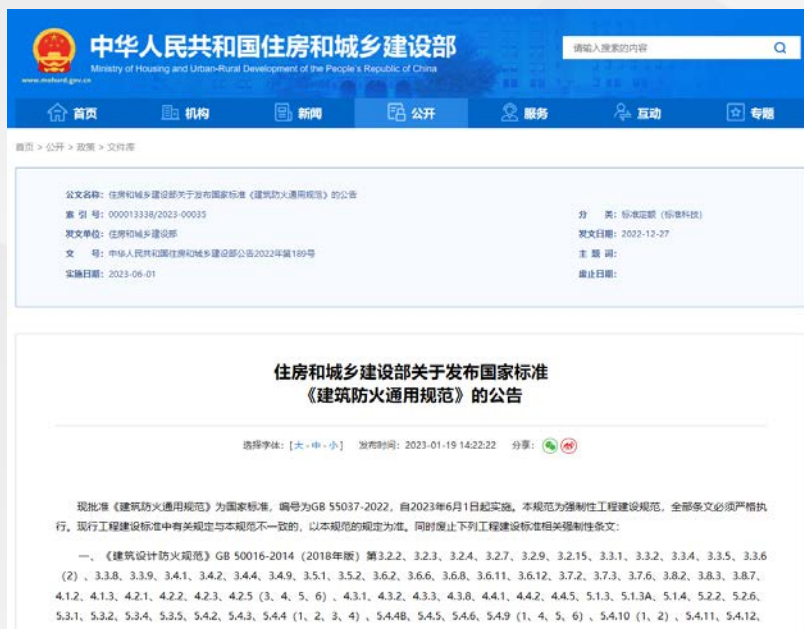 中华人民共和国住房和城乡建设部
Ministry of Housing and Urban-Rural Development of the People's Republic of China
www.mohurd.gov.cn
请输入搜索的内容
首页 机构 新闻 公开 服务 互动 专题
首页 > 公开 > 政策 > 文件库
公文名称：住房和城乡建设部关于发布国家标准《建筑防火通用规范》的公告
索 引 号：000013338/2023-00035 分 类：标准定额（标准科技）
发文单位：住房和城乡建设部 发文日期：2022-12-27
文 号：中华人民共和国住房和城乡建设部公告2022年第189号 主 题 词：
实施日期：2023-06-01 废止日期：
住房和城乡建设部关于发布国家标准
《建筑防火通用规范》的公告
选择字体：[大 - 中 - 小] 发布时间：2023-01-19 14:22:22 分享：
现批准《建筑防火通用规范》为国家标准，编号为GB 55037-2022，自2023年6月1日起实施。本规范为强制性工程建设规范，全部条文必须严格执
行。现行工程建设标准中有关规定与本规范不一致的，以本规范的规定为准。同时废止下列工程建设标准相关强制性条文：
一、《建筑设计防火规范》GB 50016-2014（2018年版）第3.2.2、3.2.3、3.2.4、3.2.7、3.2.9、3.2.15、3.3.1、3.3.2、3.3.4、3.3.5、3.3.6
（2）、3.3.8、3.3.9、3.4.1、3.4.2、3.4.4、3.4.9、3.5.1、3.5.2、3.6.2、3.6.6、3.6.8、3.6.11、3.6.12、3.7.2、3.7.3、3.7.6、3.8.2、3.8.3、3.8.7、
4.1.2、4.1.3、4.2.1、4.2.2、4.2.3、4.2.5（3、4、5、6）、4.3.1、4.3.2、4.3.3、4.3.8、4.4.1、4.4.2、4.4.5、5.1.3、5.1.3A、5.1.4、5.2.2、5.2.6、
5.3.1、5.3.2、5.3.4、5.3.5、5.4.2、5.4.3、5.4.4（1、2、3、4）、5.4.4B、5.4.5、5.4.6、5.4.9（1、4、5、6）、5.4.10（1、2）、5.4.11、5.4.12、